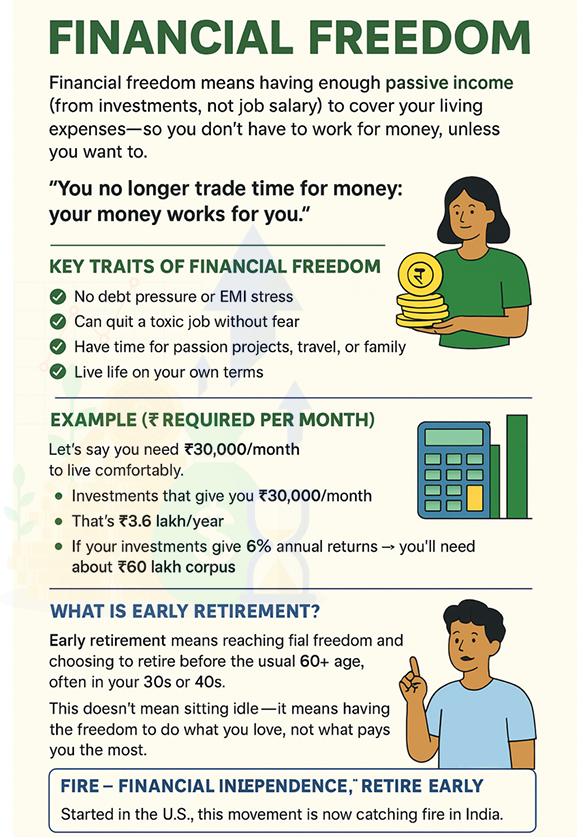 FINANCIAL FREEDOM
Financial freedom means having enough passive income
(from investments, not job salary) to cover your living
expenses—so you don't have to work for money, unless
you want to.
"You no longer trade time for money:
your money works for you."
KEY TRAITS OF FINANCIAL FREEDOM
No debt pressure or EMI stress
Can quit a toxic job without fear
Have time for passion projects, travel, or family
Live life on your own terms
₹
EXAMPLE (₹ REQUIRED PER MONTH)
Let's say you need ₹30,000/month
to live comfortably.
• Investments that give you ₹30,000/month
• That's ₹3.6 lakh/year
• If your investments give 6% annual returns → you'll need
about ₹60 lakh corpus
WHAT IS EARLY RETIREMENT?
Early retirement means reaching fial freedom and
choosing to retire before the usual 60+ age,
often in your 30s or 40s.
This doesn't mean sitting idle—it means having
the freedom to do what you love, not what pays
you the most.
FIRE – FINANCIAL INIEPENDENCE," RETIRE EARLY
Started in the U.S., this movement is now catching fire in India.